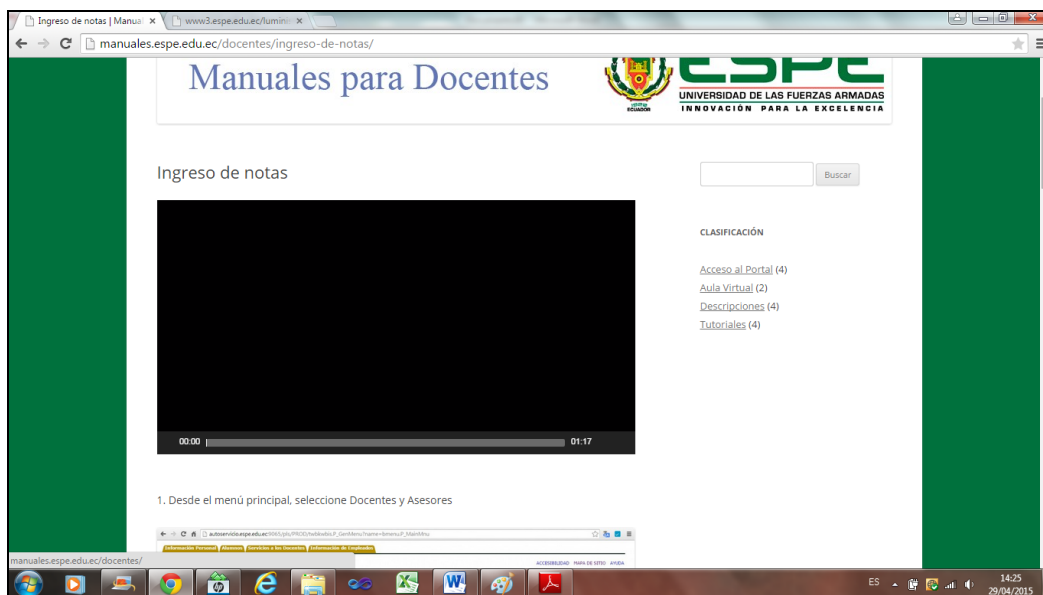 Ingreso de notas | Manual
www3.espe.edu.ec/lumini
manuales.espe.edu.ec/docentes/ingreso-de-notas/
Manuales para Docentes
ESPE
UNIVERSIDAD DE LAS FUERZAS ARMADAS
INNOVACIÓN PARA LA EXCELENCIA
ECUADOR
Ingreso de notas
Buscar
00:00
01:17
CLASIFICACIÓN
Acceso al Portal (4)
Aula Virtual (2)
Descripciones (4)
Tutoriales (4)
1. Desde el menú principal, seleccione Docentes y Asesores
Información Personal Alumnos Servicios a los Docentes Información de Empleados
ACCESIBILIDAD MAPA DE SITIO AYUDA
manuales.espe.edu.ec/docentes/
ES
14:25
29/04/2015